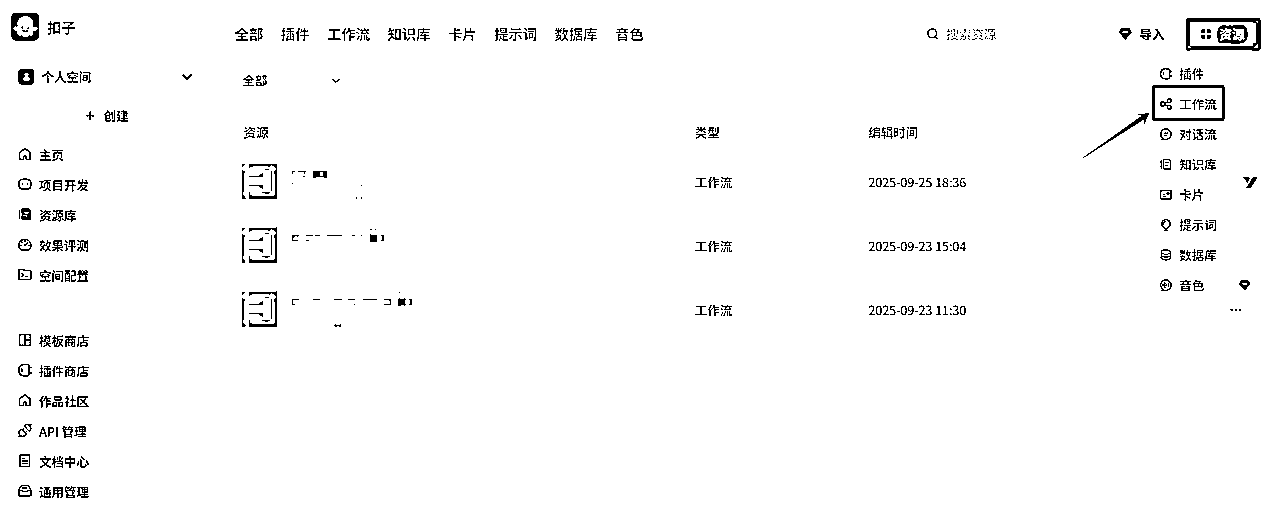 扣子
全部 插件 工作流 知识库 卡片 提示词 数据库 音色
搜索资源
导入
资源
个人空间
+ 创建
主页
项目开发
资源库
效果评测
空间配置
模板商店
插件商店
作品社区
API 管理
文档中心
通用管理
全部
资源 类型 编辑时间
工作流 2025-09-25 18:36
工作流 2025-09-23 15:04
工作流 2025-09-23 11:30
插件
工作流
对话流
知识库
卡片
提示词
数据库
音色
...